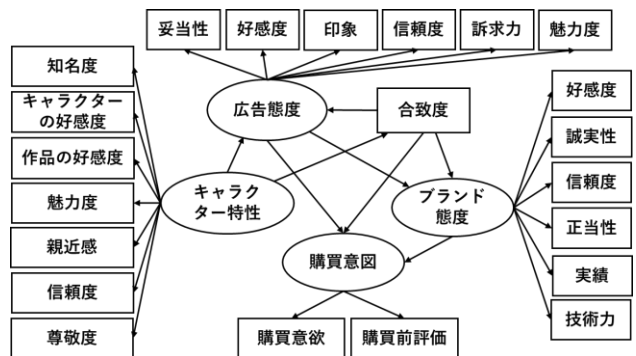 妥当性
好感度
印象
信頼度
訴求力
魅力度
知名度
キャラクター
の好感度
作品の好感度
魅力度
親近感
信頼度
尊敬度
広告態度
合致度
キャラク
ター特性
ブランド
態度
購買意図
購買意欲
購買前評価
好感度
誠実性
信頼度
正当性
実績
技術力